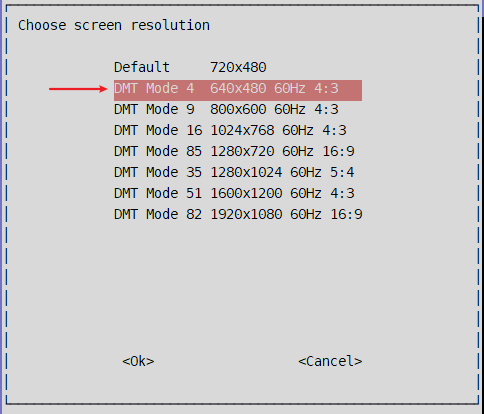 Choose screen resolution
Default 720x480
DMT Mode 4 640x480 60Hz 4:3
DMT Mode 9 800x600 60Hz 4:3
DMT Mode 16 1024x768 60Hz 4:3
DMT Mode 85 1280x720 60Hz 16:9
DMT Mode 35 1280x1024 60Hz 5:4
DMT Mode 51 1600x1200 60Hz 4:3
DMT Mode 82 1920x1080 60Hz 16:9
<Ok> <Cancel>